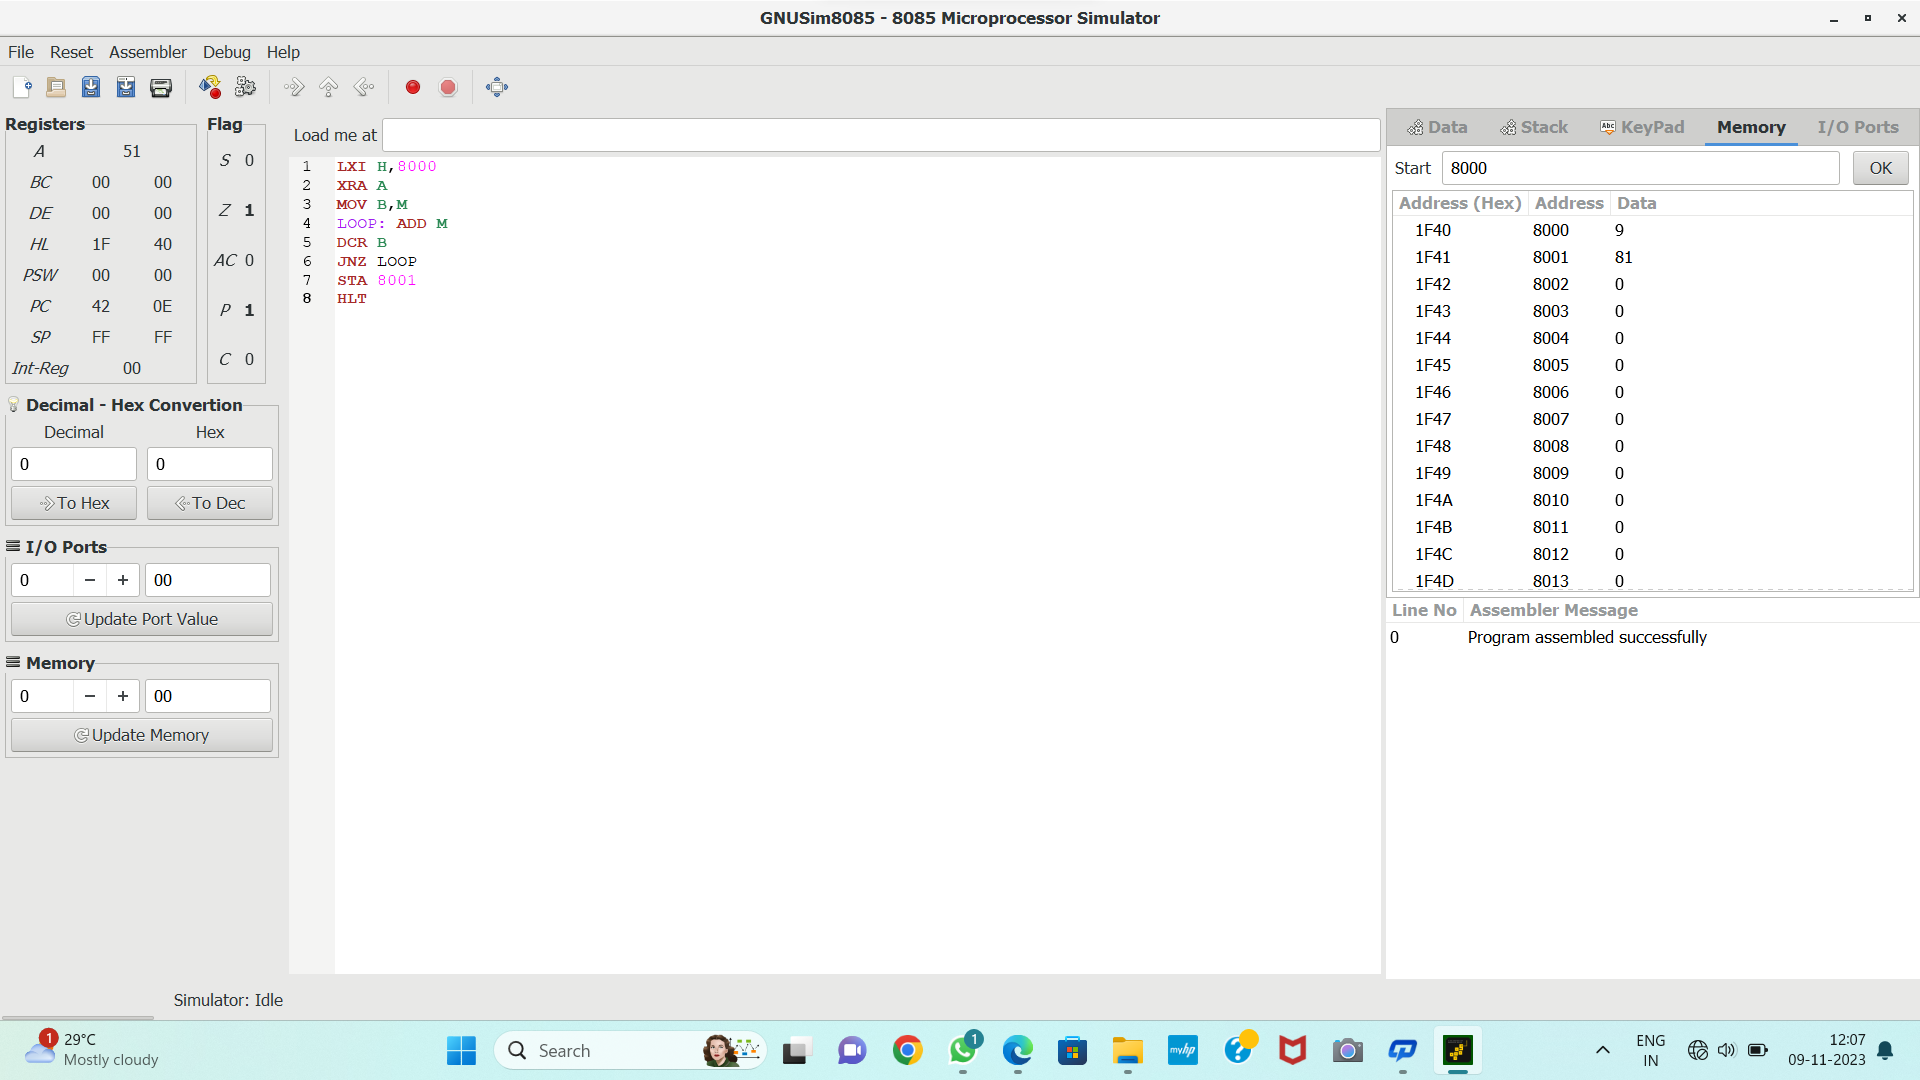 GNUSim8085 - 8085 Microprocessor Simulator
File Reset Assembler Debug Help
Registers
A 51
BC 00 00
DE 00 00
HL 1F 40
PSW 00 00
PC 42 0E
SP FF FF
Int-Reg 00
Flag
S 0
Z 1
AC 0
P 1
C 0
Decimal - Hex Convertion
Decimal Hex
0 0
To Hex To Dec
I/O Ports
0 − + 00
Update Port Value
Memory
0 − + 00
Update Memory
Load me at
1 LXI H,8000
2 XRA A
3 MOV B,M
4 LOOP: ADD M
5 DCR B
6 JNZ LOOP
7 STA 8001
8 HLT
Data Stack Abc KeyPad Memory I/O Ports
Start 8000 OK
Address (Hex) Address Data
1F40 8000 9
1F41 8001 81
1F42 8002 0
1F43 8003 0
1F44 8004 0
1F45 8005 0
1F46 8006 0
1F47 8007 0
1F48 8008 0
1F49 8009 0
1F4A 8010 0
1F4B 8011 0
1F4C 8012 0
1F4D 8013 0
Line No Assembler Message
0 Program assembled successfully
Simulator: Idle
1 29°C
Mostly cloudy
Search
1
myhp
?
ENG
IN
12:07
09-11-2023